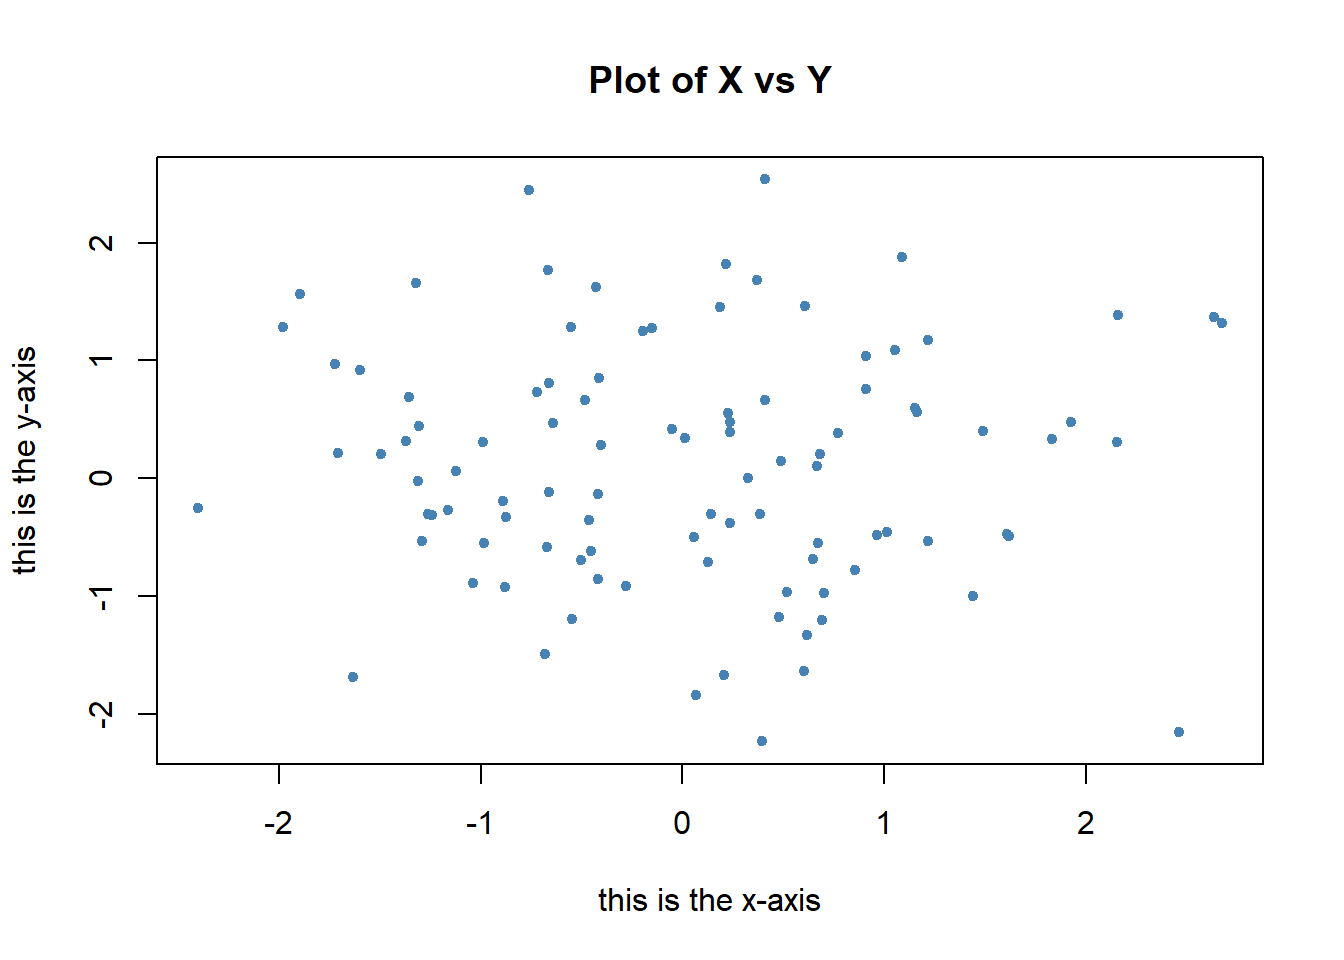 Plot of X vs Y
this is the y-axis
2
1
0
-1
-2
-2 -1 0 1 2
this is the x-axis